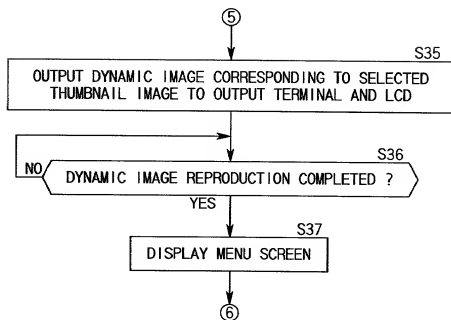 ⑤
S35
OUTPUT DYNAMIC IMAGE CORRESPONDING TO SELECTED
THUMBNAIL IMAGE TO OUTPUT TERMINAL AND LCD
S36
NO
DYNAMIC IMAGE REPRODUCTION COMPLETED ?
YES
S37
DISPLAY MENU SCREEN
⑥